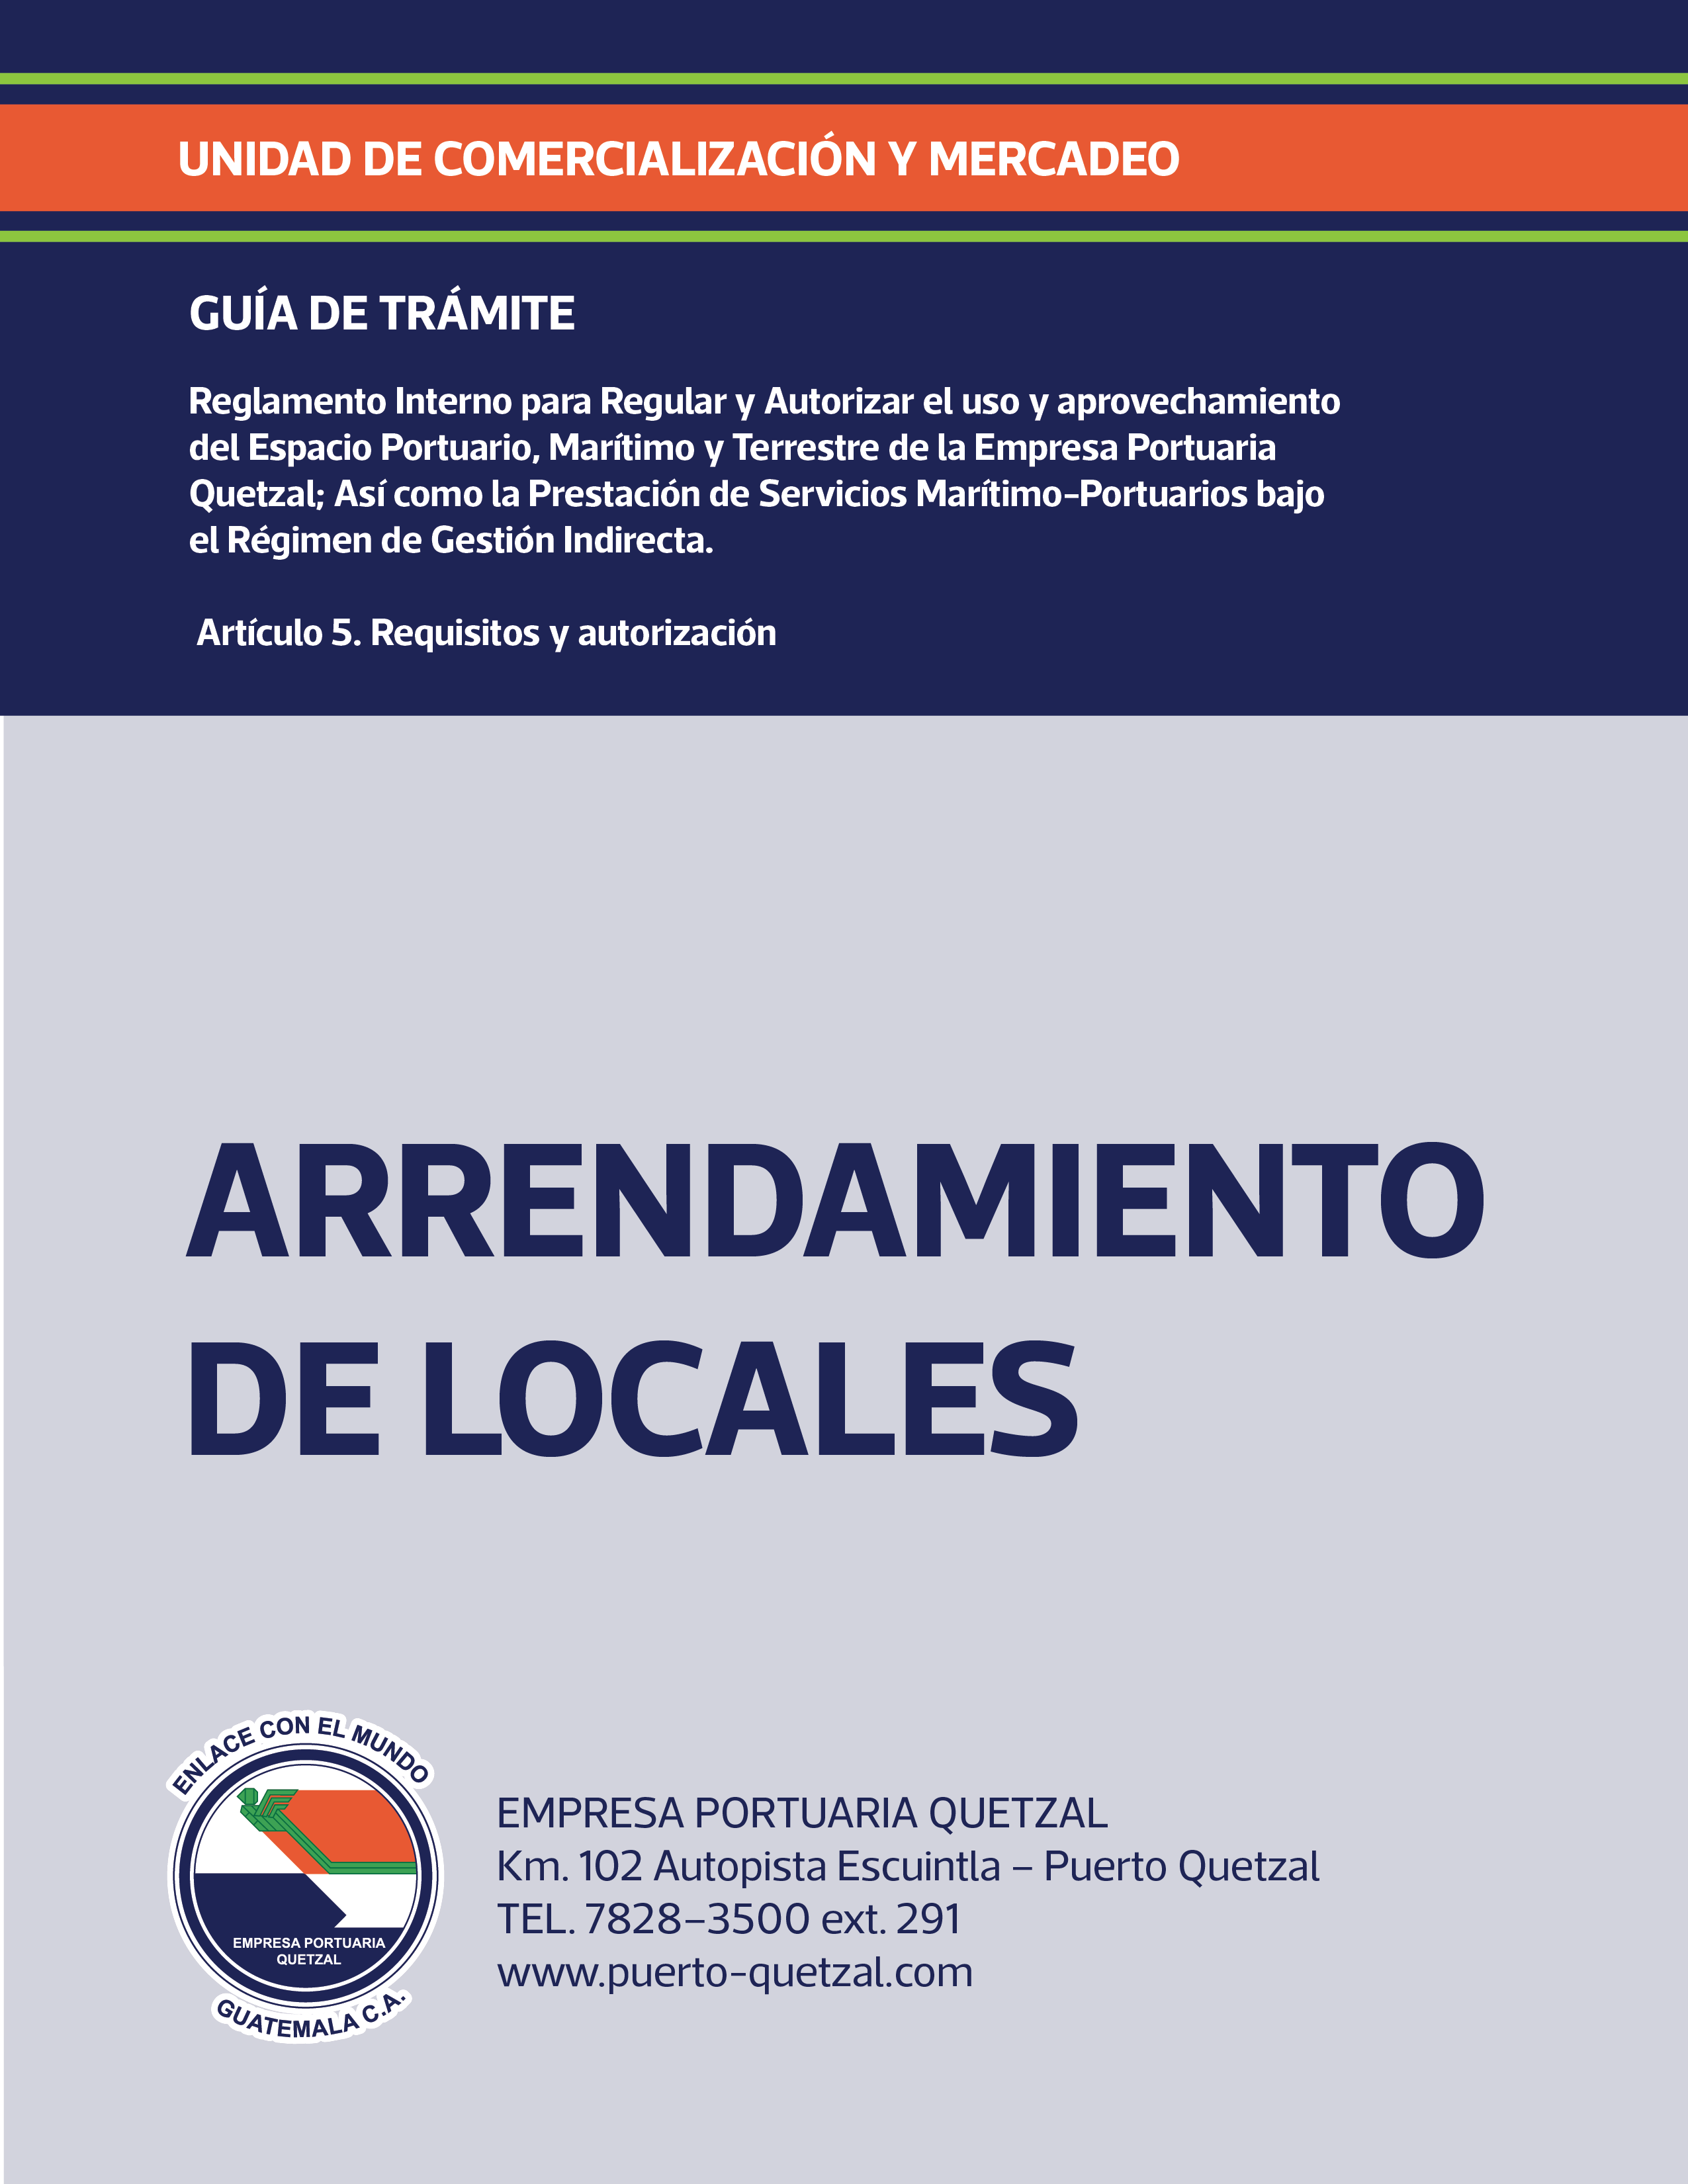 UNIDAD DE COMERCIALIZACIÓN Y MERCADEO
GUÍA DE TRÁMITE
Reglamento Interno para Regular y Autorizar el uso y aprovechamiento
del Espacio Portuario, Marítimo y Terrestre de la Empresa Portuaria
Quetzal; Así como la Prestación de Servicios Marítimo-Portuarios bajo
el Régimen de Gestión Indirecta.
Artículo 5. Requisitos y autorización
ARRENDAMIENTO
DE LOCALES
ENLACE CON EL MUNDO
EMPRESA PORTUARIA
QUETZAL
GUATEMALA C.A.
EMPRESA PORTUARIA QUETZAL
Km. 102 Autopista Escuintla – Puerto Quetzal
TEL. 7828–3500 ext. 291
www.puerto-quetzal.com